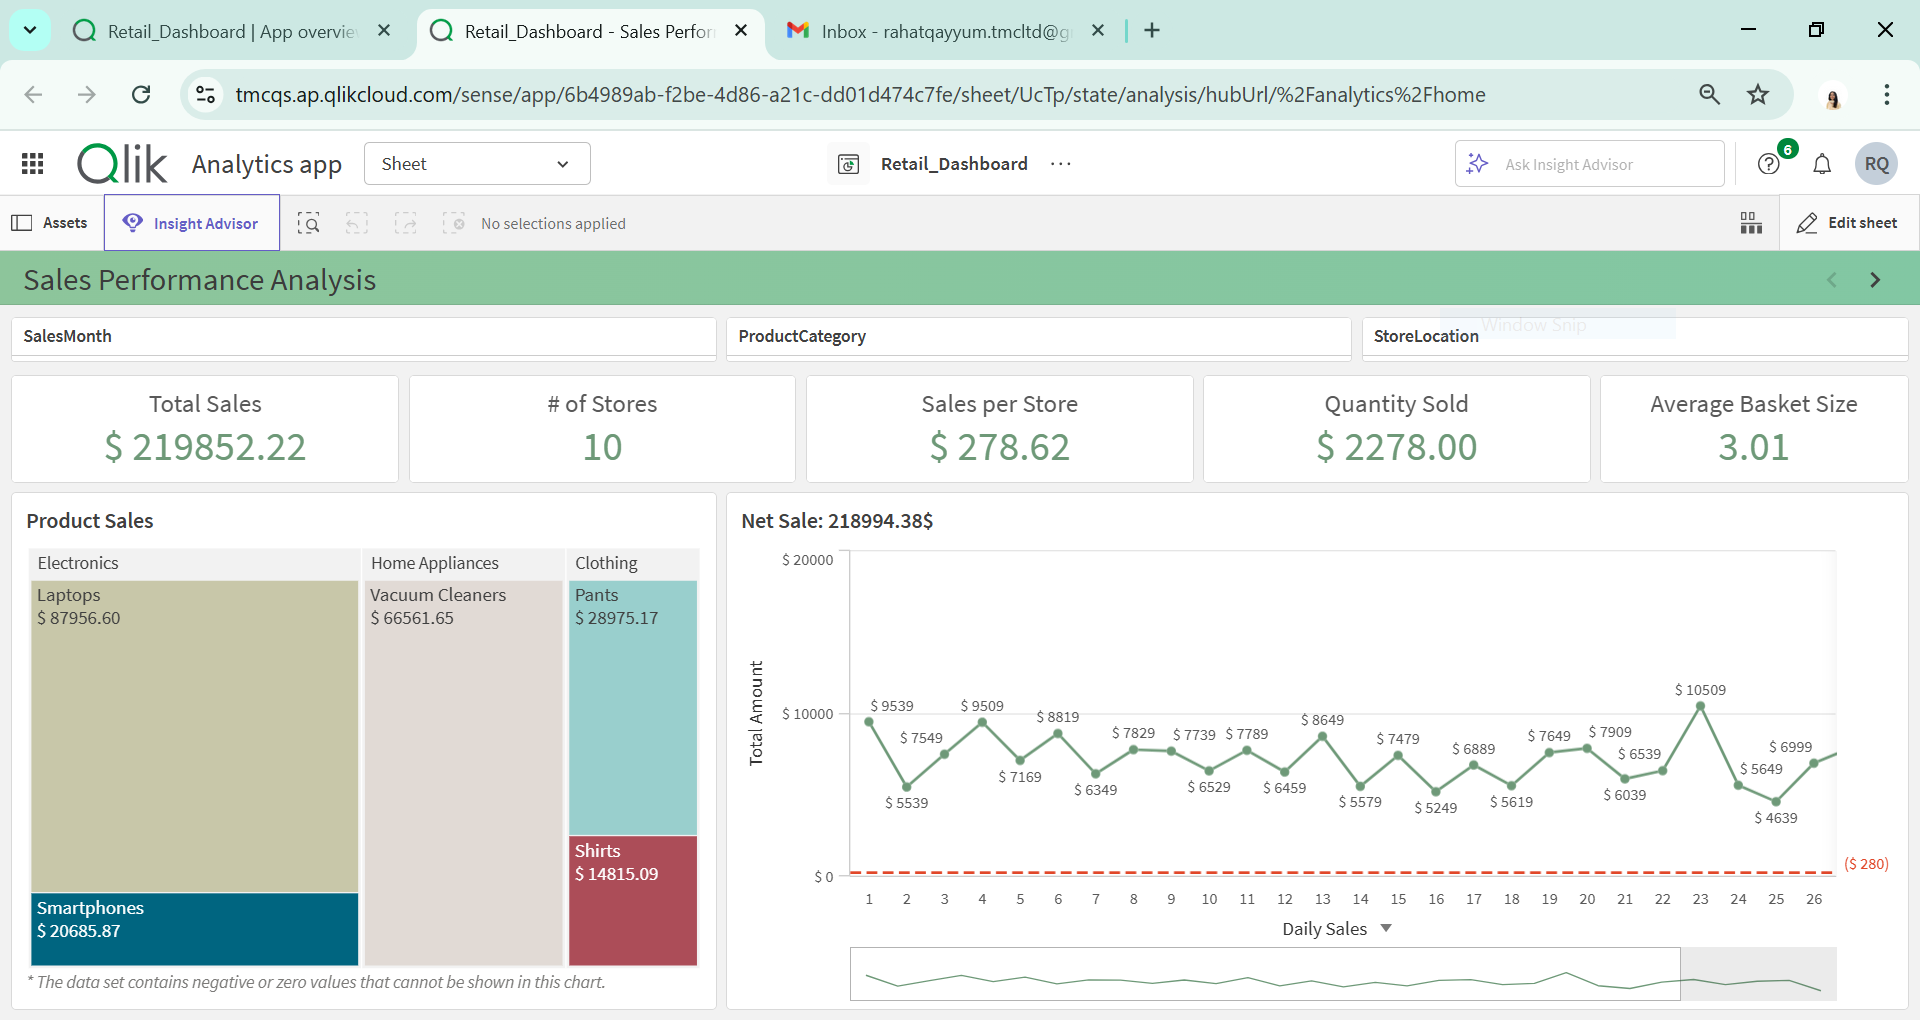 Retail_Dashboard | App overvie
Retail_Dashboard - Sales Perfor
Inbox - rahatqayyum.tmcltd@g
tmcqs.ap.qlikcloud.com/sense/app/6b4989ab-f2be-4d86-a21c-dd01d474c7fe/sheet/UcTp/state/analysis/hubUrl/%2Fanalytics%2Fhome
Qlik
Analytics app
Sheet
Retail_Dashboard
...
Ask Insight Advisor
6
RQ
Assets
Insight Advisor
No selections applied
Edit sheet
Sales Performance Analysis
Window Snip
SalesMonth
ProductCategory
StoreLocation
Total Sales
$ 219852.22
# of Stores
10
Sales per Store
$ 278.62
Quantity Sold
$ 2278.00
Average Basket Size
3.01
Product Sales
Electronics
Home Appliances
Clothing
Laptops
$ 87956.60
Vacuum Cleaners
$ 66561.65
Pants
$ 28975.17
Shirts
$ 14815.09
Smartphones
$ 20685.87
* The data set contains negative or zero values that cannot be shown in this chart.
Net Sale: 218994.38$
Total Amount
$ 20000
$ 10000
$ 0
$ 9539
$ 5539
$ 7549
$ 9509
$ 7169
$ 8819
$ 6349
$ 7829
$ 7739
$ 6529
$ 7789
$ 6459
$ 8649
$ 5579
$ 7479
$ 5249
$ 6889
$ 5619
$ 7649
$ 7909
$ 6039
$ 6539
$ 10509
$ 5649
$ 4639
$ 6999
($ 280)
1 2 3 4 5 6 7 8 9 10 11 12 13 14 15 16 17 18 19 20 21 22 23 24 25 26
Daily Sales